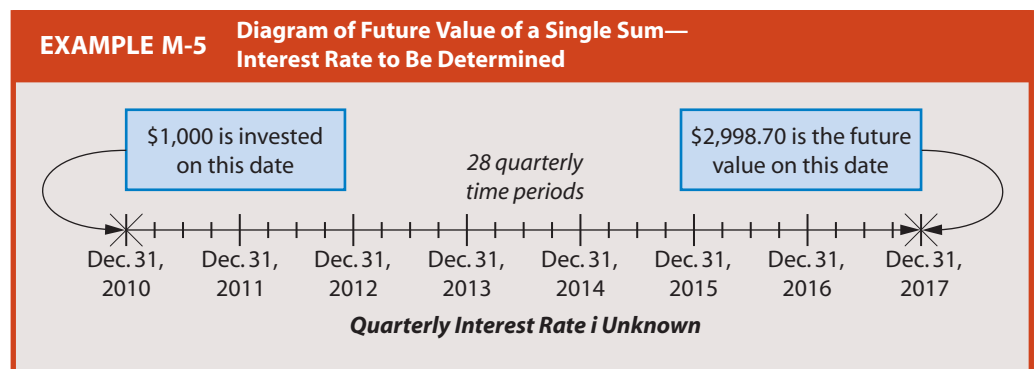 EXAMPLE M-5
Diagram of Future Value of a Single Sum—
Interest Rate to Be Determined
$1,000 is invested
on this date
28 quarterly
time periods
$2,998.70 is the future
value on this date
Dec. 31,
2010
Dec. 31,
2011
Dec. 31,
2012
Dec. 31,
2013
Dec. 31,
2014
Dec. 31,
2015
Dec. 31,
2016
Dec. 31,
2017
Quarterly Interest Rate i Unknown